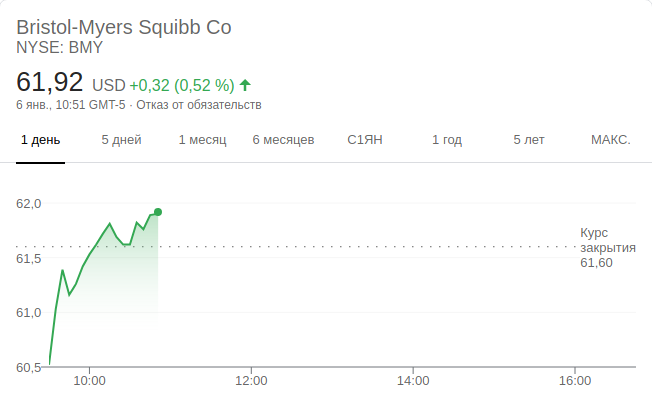 Bristol-Myers Squibb Co
NYSE: BMY
61,92 USD +0,32 (0,52 %)
6 янв., 10:51 GMT-5 · Отказ от обязательств
1 день 5 дней 1 месяц 6 месяцев С1ЯН 1 год 5 лет МАКС.
62,0
Курс
закрытия
61,60
61,5
61,0
60,5
10:00 12:00 14:00 16:00